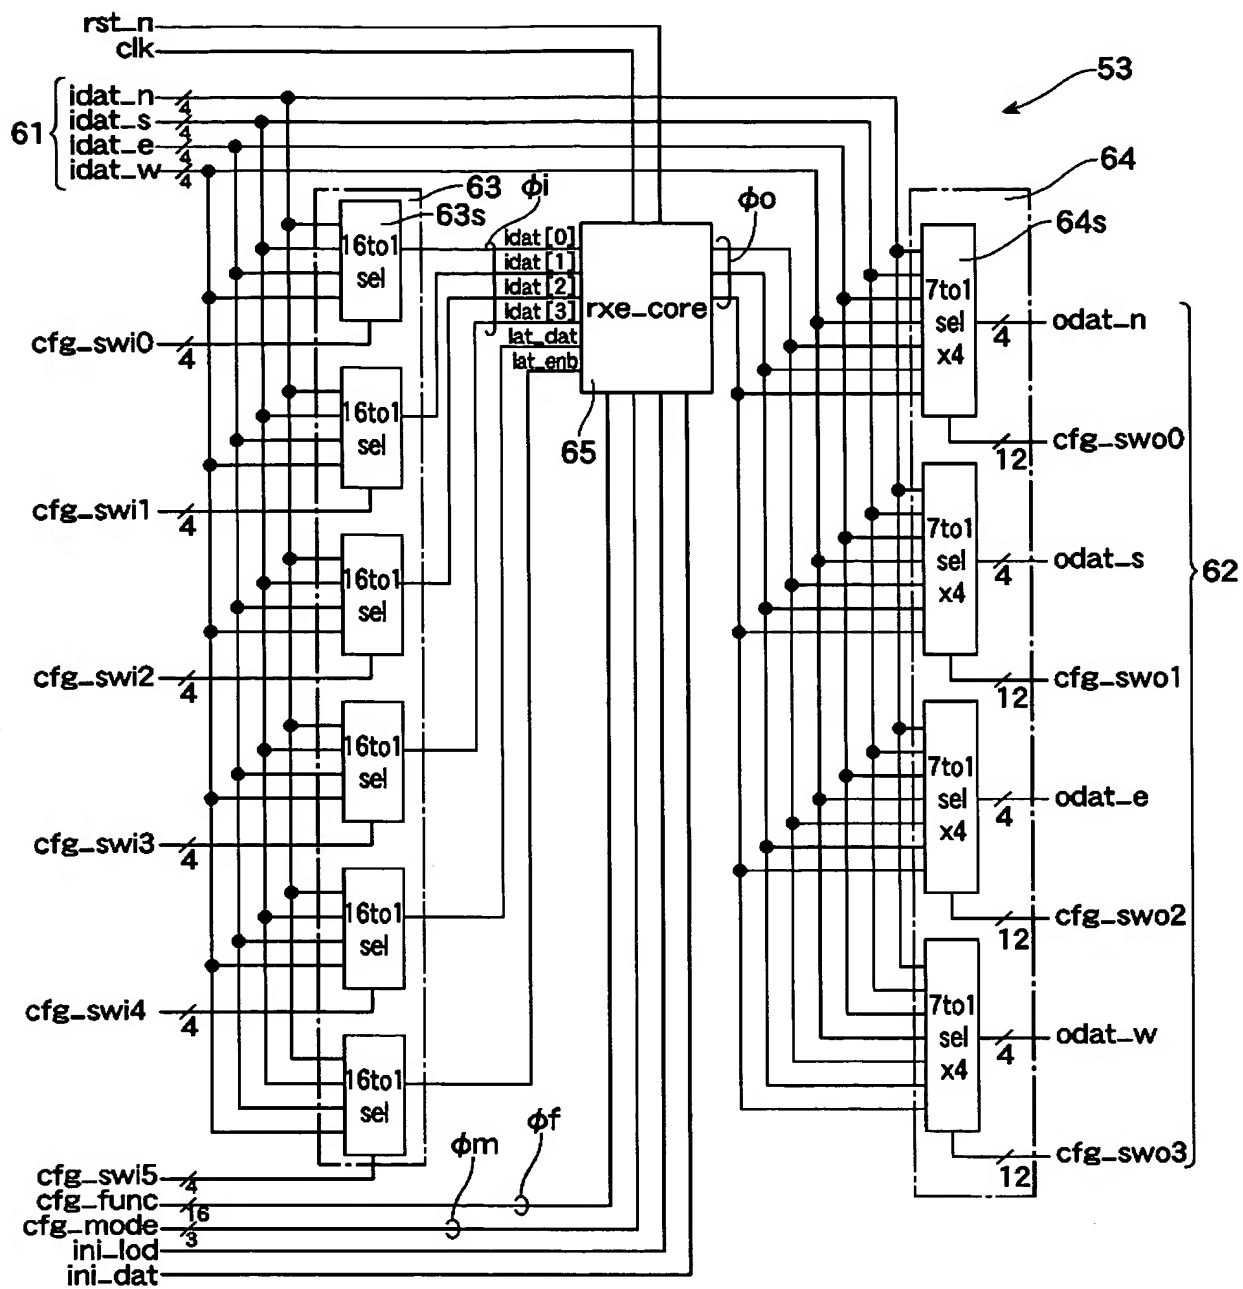 rst_n
clk
53
61
idat_n 4
idat_s 4
idat_e 4
idat_w 4
63
63s
ϕi
ϕo
64
64s
16to1
sel
cfg_swi0 4
16to1
sel
cfg_swi1 4
16to1
sel
cfg_swi2 4
16to1
sel
cfg_swi3 4
16to1
sel
cfg_swi4 4
16to1
sel
cfg_swi5 4
cfg_func 16
cfg_mode 3
ini_lod
ini_dat
ϕm
ϕf
idat[0]
idat[1]
idat[2]
idat[3]
lat_dat
lat_enb
rxe_core
65
7to1
sel
x4
4 odat_n
12 cfg_swo0
7to1
sel
x4
4 odat_s
12 cfg_swo1
7to1
sel
x4
4 odat_e
12 cfg_swo2
7to1
sel
x4
4 odat_w
12 cfg_swo3
62